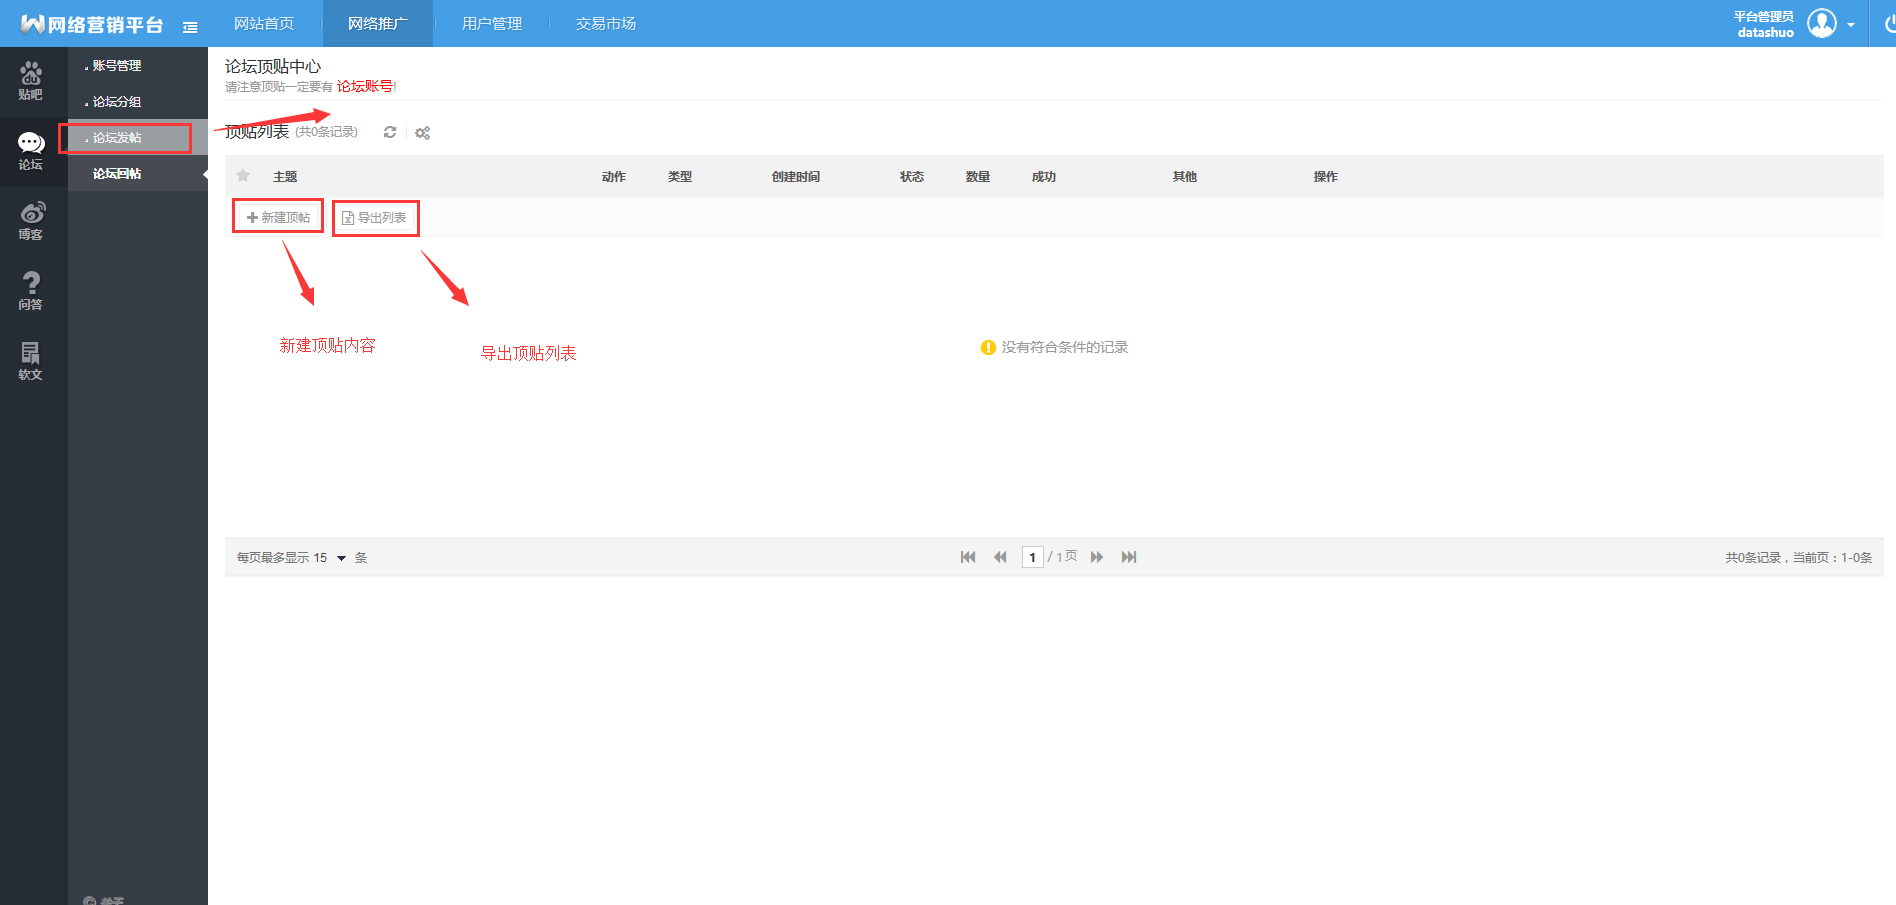 网络营销平台
网站首页
网络推广
用户管理
交易市场
平台管理员
datashuo
贴吧
论坛
博客
问答
软文
账号管理
论坛分组
论坛发帖
论坛回帖
论坛顶贴中心
请注意顶贴一定要有 论坛账号!
顶贴列表 (共0条记录)
主题 动作 类型 创建时间 状态 数量 成功 其他 操作
新建顶帖 导出列表
新建顶贴内容
导出顶贴列表
没有符合条件的记录
每页最多显示 15 条
1 / 1页
共0条记录，当前页：1-0条